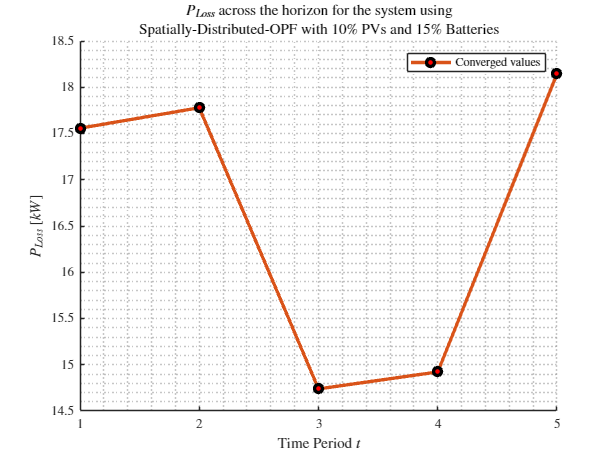 P_Loss across the horizon for the system using
Spatially-Distributed-OPF with 10% PVs and 15% Batteries
18.5
Converged values
18
17.5
17
16.5
P_Loss [kW]
16
15.5
15
14.5
1 2 3 4 5
Time Period t